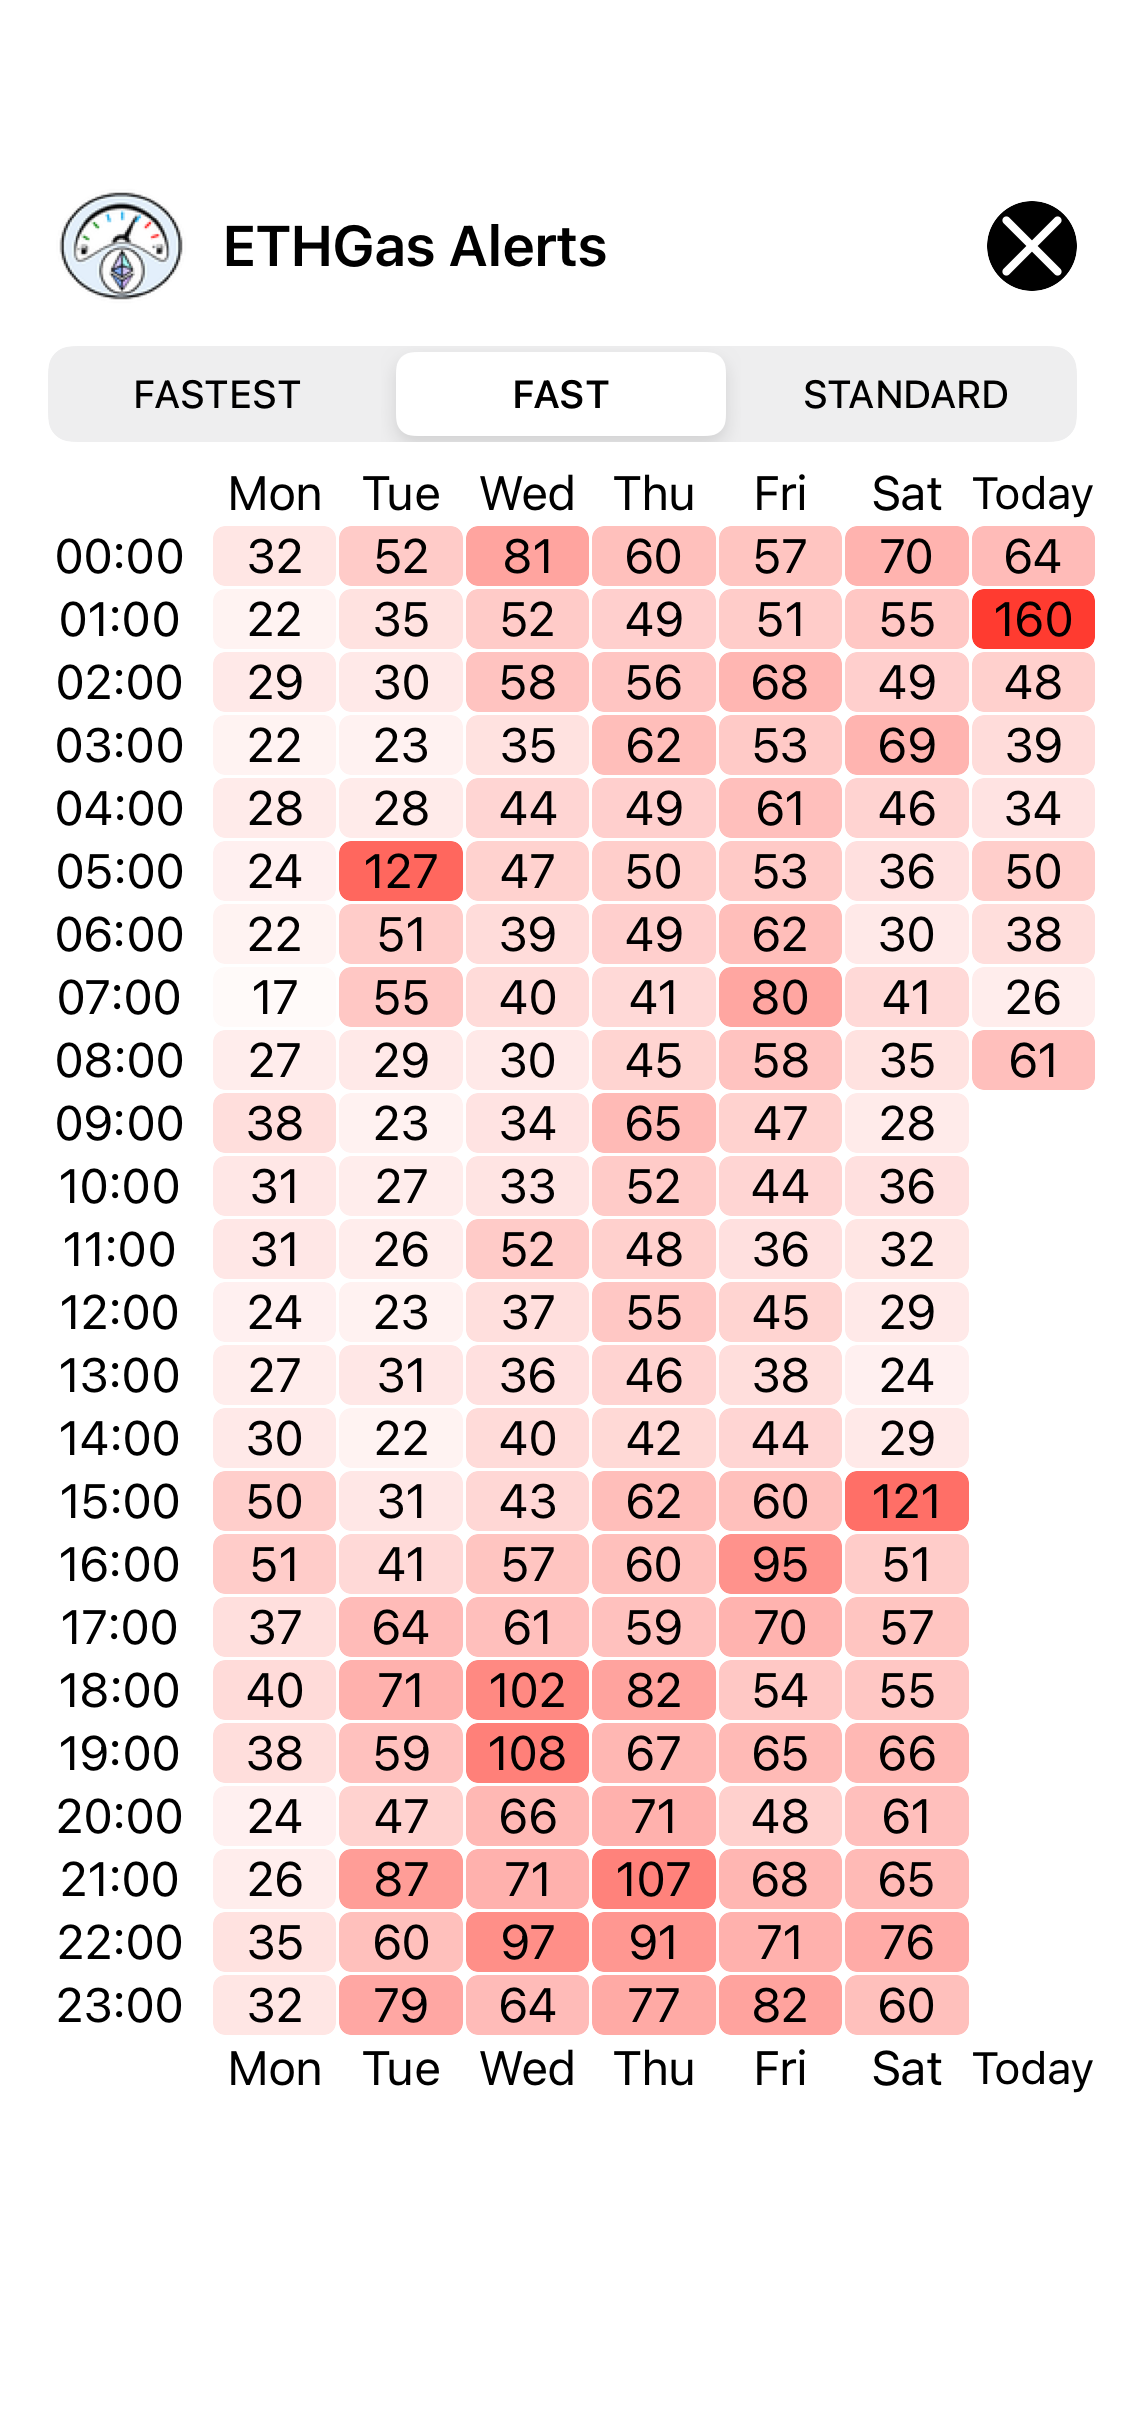 ETHGas Alerts
FASTEST FAST STANDARD
Mon Tue Wed Thu Fri Sat Today
00:00 32 52 81 60 57 70 64
01:00 22 35 52 49 51 55 160
02:00 29 30 58 56 68 49 48
03:00 22 23 35 62 53 69 39
04:00 28 28 44 49 61 46 34
05:00 24 127 47 50 53 36 50
06:00 22 51 39 49 62 30 38
07:00 17 55 40 41 80 41 26
08:00 27 29 30 45 58 35 61
09:00 38 23 34 65 47 28
10:00 31 27 33 52 44 36
11:00 31 26 52 48 36 32
12:00 24 23 37 55 45 29
13:00 27 31 36 46 38 24
14:00 30 22 40 42 44 29
15:00 50 31 43 62 60 121
16:00 51 41 57 60 95 51
17:00 37 64 61 59 70 57
18:00 40 71 102 82 54 55
19:00 38 59 108 67 65 66
20:00 24 47 66 71 48 61
21:00 26 87 71 107 68 65
22:00 35 60 97 91 71 76
23:00 32 79 64 77 82 60
Mon Tue Wed Thu Fri Sat Today